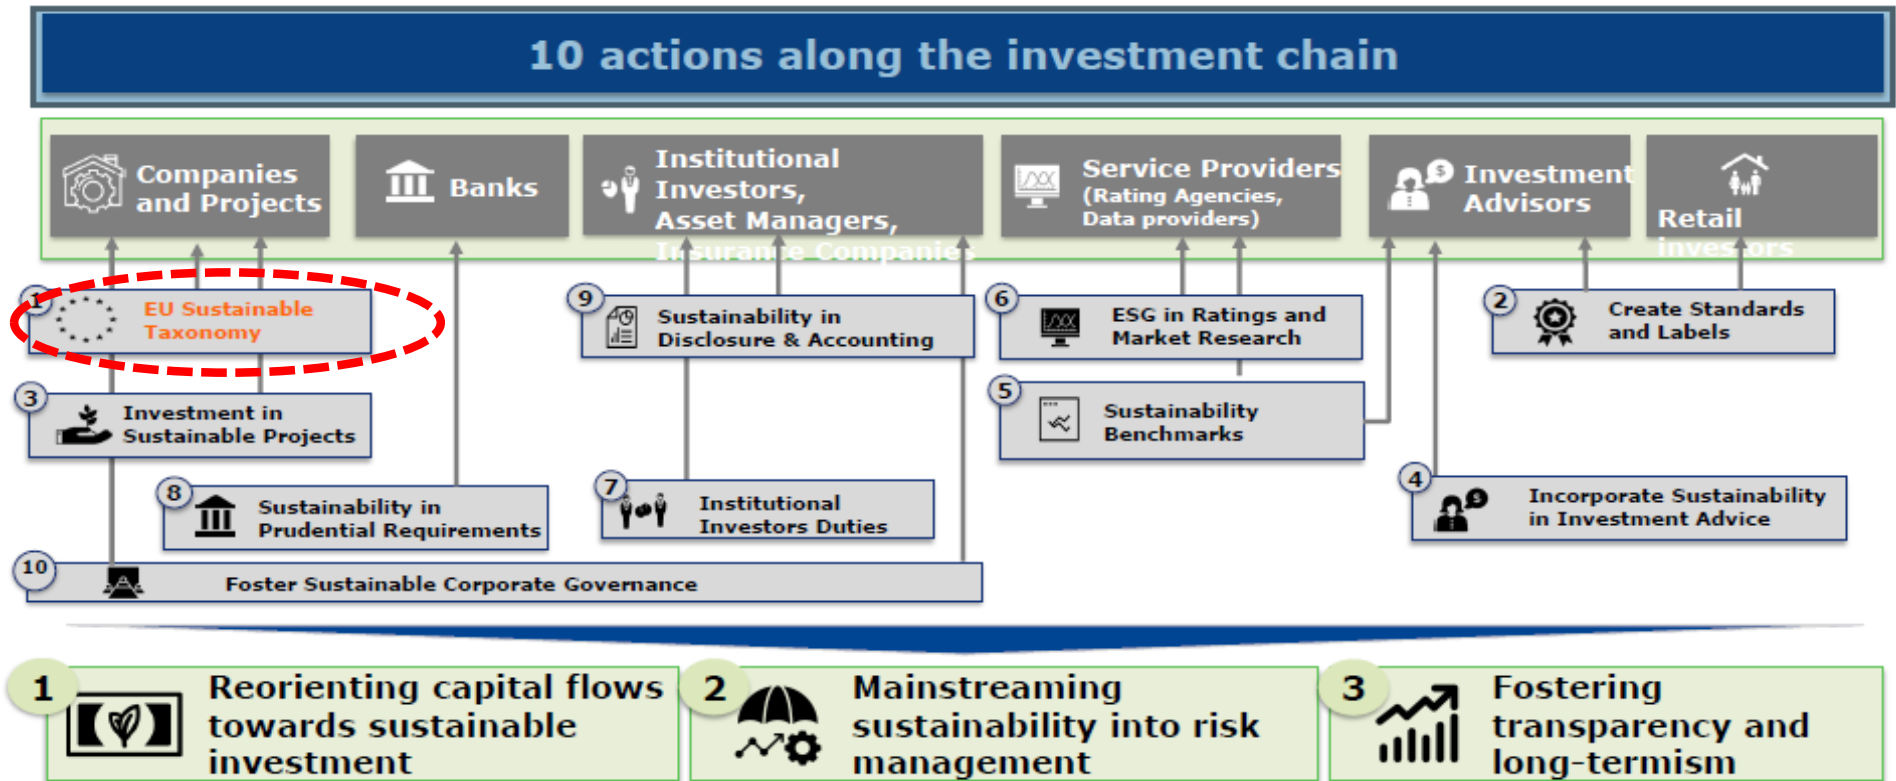 10 actions along the investment chain
Companies
and Projects
Banks
Institutional
Investors,
Asset Managers,
Insurance Companies
Service Providers
(Rating Agencies,
Data providers)
Investment
Advisors
Retail
investors
1
EU Sustainable
Taxonomy
9
Sustainability in
Disclosure & Accounting
6
ESG in Ratings and
Market Research
2
Create Standards
and Labels
3
Investment in
Sustainable Projects
5
Sustainability
Benchmarks
8
Sustainability in
Prudential Requirements
7
Institutional
Investors Duties
4
Incorporate Sustainability
in Investment Advice
10
Foster Sustainable Corporate Governance
1
Reorienting capital flows
towards sustainable
investment
2
Mainstreaming
sustainability into risk
management
3
Fostering
transparency and
long-termism